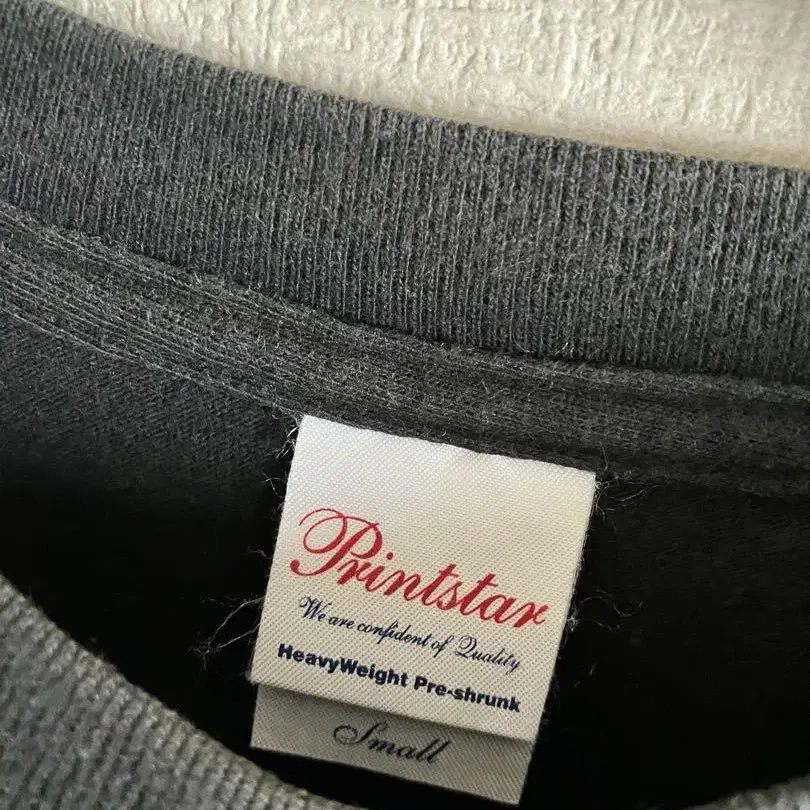 Printstar
We are confident of Quality
HeavyWeight Pre-shrunk
Small